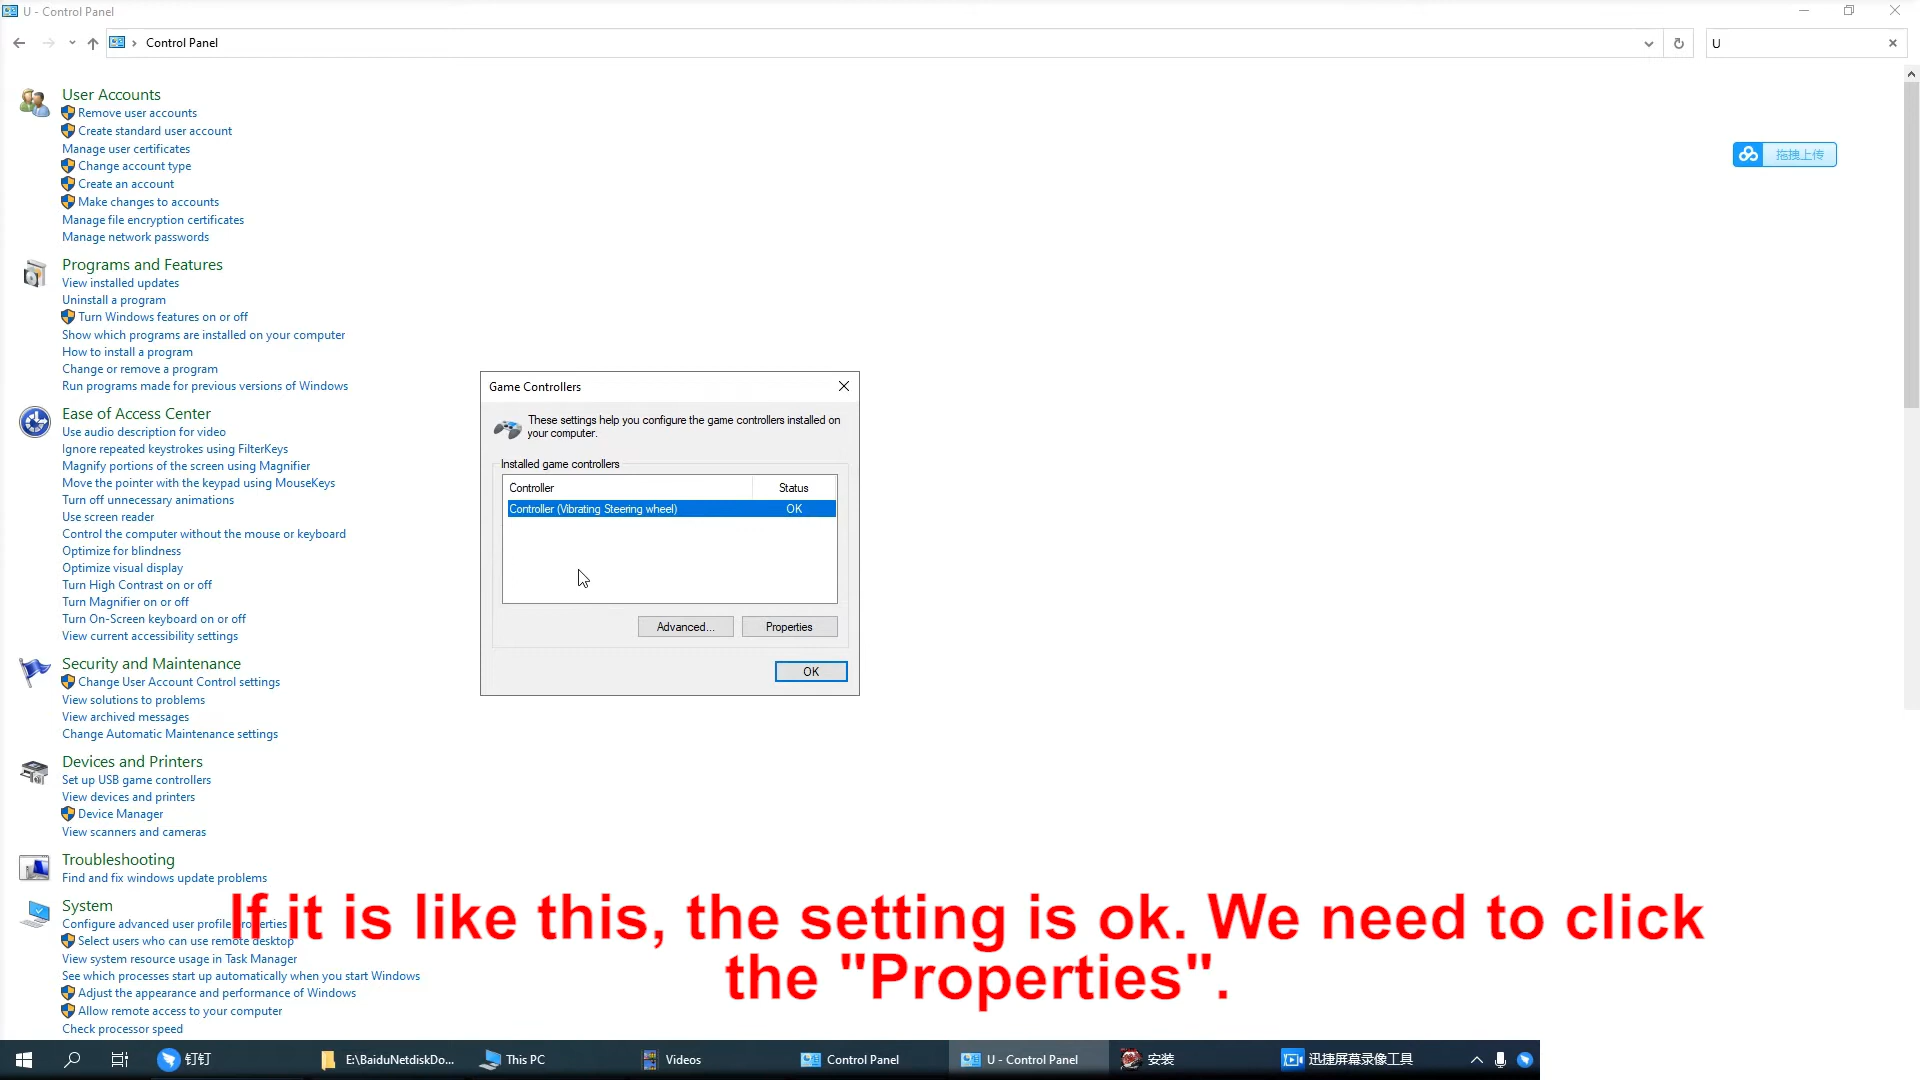 U - Control Panel
Control Panel
U
User Accounts
Remove user accounts
Create standard user account
Manage user certificates
Change account type
Create an account
Make changes to accounts
Manage file encryption certificates
Manage network passwords
拖拽上传
Programs and Features
View installed updates
Uninstall a program
Turn Windows features on or off
Show which programs are installed on your computer
How to install a program
Change or remove a program
Run programs made for previous versions of Windows
Ease of Access Center
Use audio description for video
Ignore repeated keystrokes using FilterKeys
Magnify portions of the screen using Magnifier
Move the pointer with the keypad using MouseKeys
Turn off unnecessary animations
Use screen reader
Control the computer without the mouse or keyboard
Optimize for blindness
Optimize visual display
Turn High Contrast on or off
Turn Magnifier on or off
Turn On-Screen keyboard on or off
View current accessibility settings
Security and Maintenance
Change User Account Control settings
View solutions to problems
View archived messages
Change Automatic Maintenance settings
Devices and Printers
Set up USB game controllers
View devices and printers
Device Manager
View scanners and cameras
Troubleshooting
Find and fix windows update problems
System
Configure advanced user profile properties
Select users who can use remote desktop
View system resource usage in Task Manager
See which processes start up automatically when you start Windows
Adjust the appearance and performance of Windows
Allow remote access to your computer
Check processor speed
Game Controllers
These settings help you configure the game controllers installed on
your computer.
Installed game controllers
Controller Status
Controller (Vibrating Steering wheel) OK
Advanced... Properties
OK
If it is like this, the setting is ok. We need to click
the "Properties".
钉钉 E:\BaiduNetdiskDo... This PC Videos Control Panel U - Control Panel 安装 迅捷屏幕录像工具